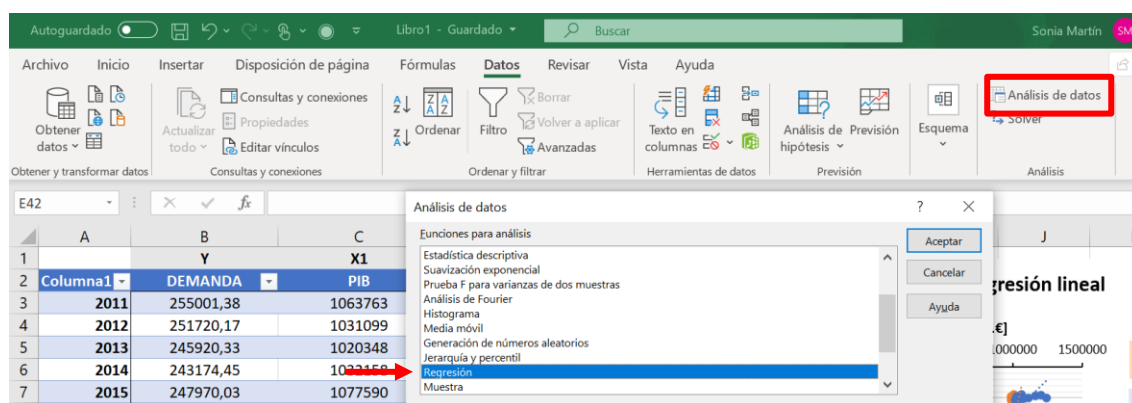 Autoguardado Libro1 - Guardado Buscar Sonia Martín SM
Archivo Inicio Insertar Disposición de página Fórmulas Datos Revisar Vista Ayuda
Obtener datos
Actualizar todo
Consultas y conexiones
Propiedades
Editar vínculos
Ordenar
Filtro
Borrar
Volver a aplicar
Avanzadas
Texto en columnas
Análisis de hipótesis
Previsión
Esquema
Análisis de datos
Solver
Obtener y transformar datos Consultas y conexiones Ordenar y filtrar Herramientas de datos Previsión Análisis
E42 fx
A B C J
1 Y X1
2 Columna1 DEMANDA PIB
3 2011 255001,38 1063763
4 2012 251720,17 1031099
5 2013 245920,33 1020348
6 2014 243174,45
7 2015 247970,03 1077590
Análisis de datos ?
Funciones para análisis
Estadística descriptiva
Suavización exponencial
Prueba F para varianzas de dos muestras
Análisis de Fourier
Histograma
Media móvil
Generación de números aleatorios
Jerarquía y percentil
Regresión
Muestra
Aceptar
Cancelar
Ayuda
gresión lineal
€]
000000 1500000